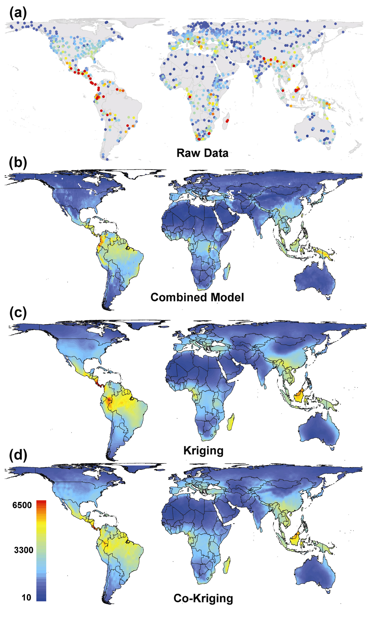 (a)
Raw Data
(b)
Combined Model
(c)
Kriging
(d)
6500
3300
10
Co-Kriging